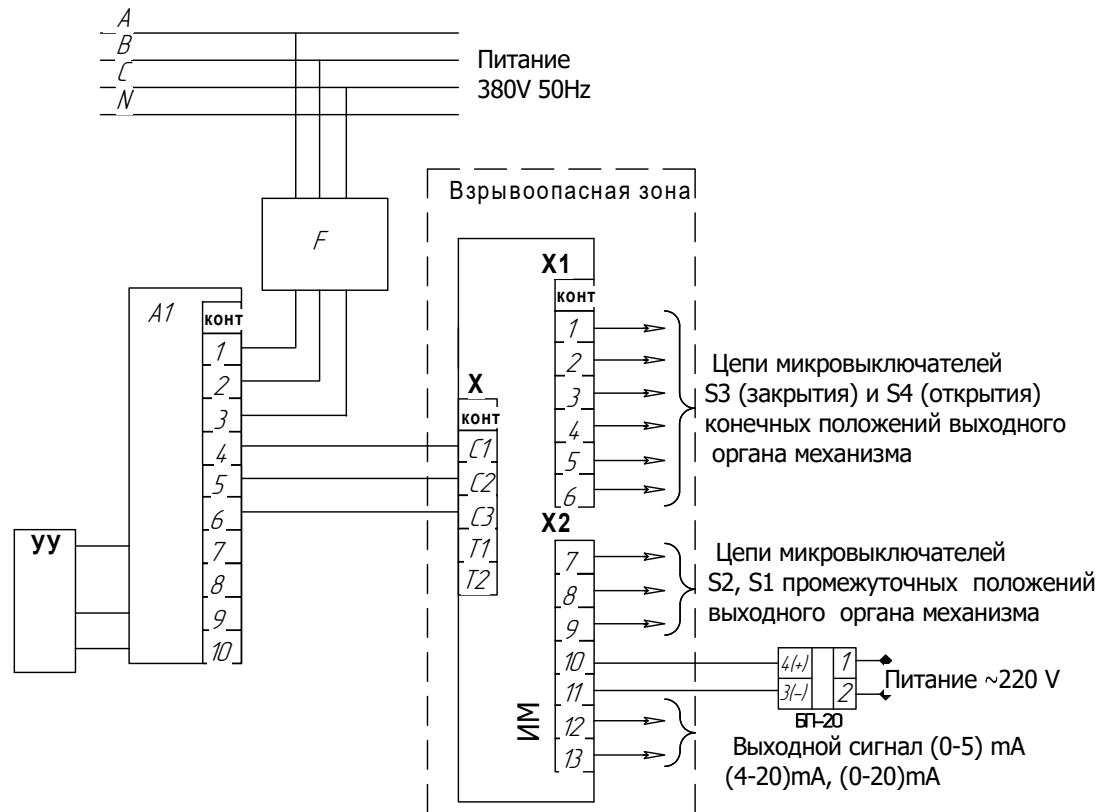 A
B
C
N
Питание
380V 50Hz
Взрывоопасная зона
F
A1
конт
1
2
3
4
5
6
7
8
9
10
УУ
X
конт
C1
C2
C3
T1
T2
X1
конт
1
2
3
4
5
6
X2
7
8
9
10
11
12
13
ИМ
Цепи микровыключателей
S3 (закрытия) и S4 (открытия)
конечных положений выходного
органа механизма
Цепи микровыключателей
S2, S1 промежуточных положений
выходного органа механизма
4(+)
1
3(–)
2
БП-20
Питание ~220 V
Выходной сигнал (0-5) mA
(4-20)mA, (0-20)mA